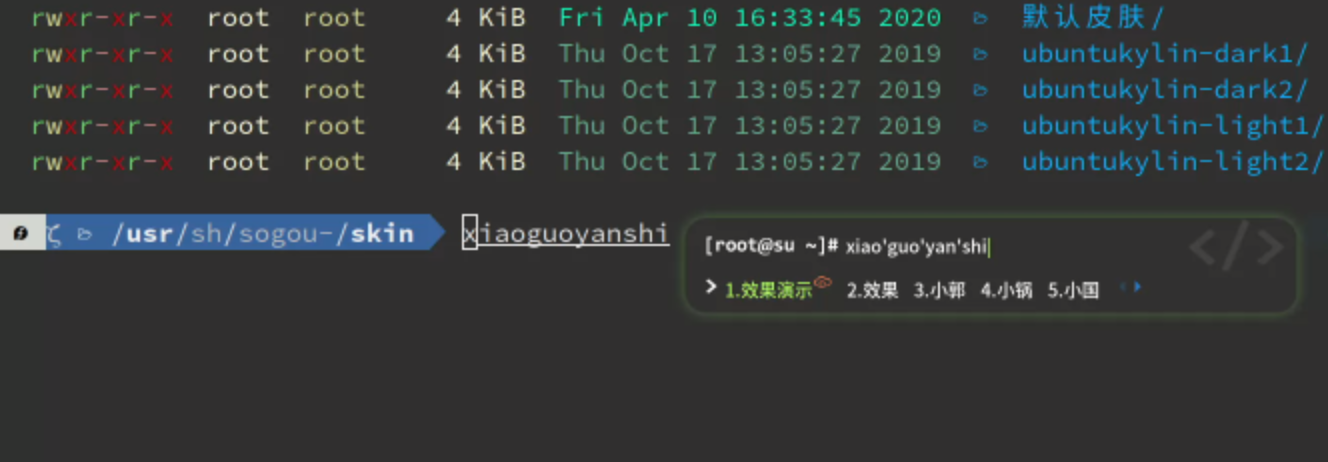 rwxr-xr-x root root 4 KiB Fri Apr 10 16:33:45 2020 默认皮肤/
rwxr-xr-x root root 4 KiB Thu Oct 17 13:05:27 2019 ubuntukylin-dark1/
rwxr-xr-x root root 4 KiB Thu Oct 17 13:05:27 2019 ubuntukylin-dark2/
rwxr-xr-x root root 4 KiB Thu Oct 17 13:05:27 2019 ubuntukylin-light1/
rwxr-xr-x root root 4 KiB Thu Oct 17 13:05:27 2019 ubuntukylin-light2/
ζ /usr/sh/sogou-/skin xiaoguoyanshi
[root@su ~]# xiao'guo'yan'shi
</>
❯ 1.效果演示 2.效果 3.小郭 4.小锅 5.小国